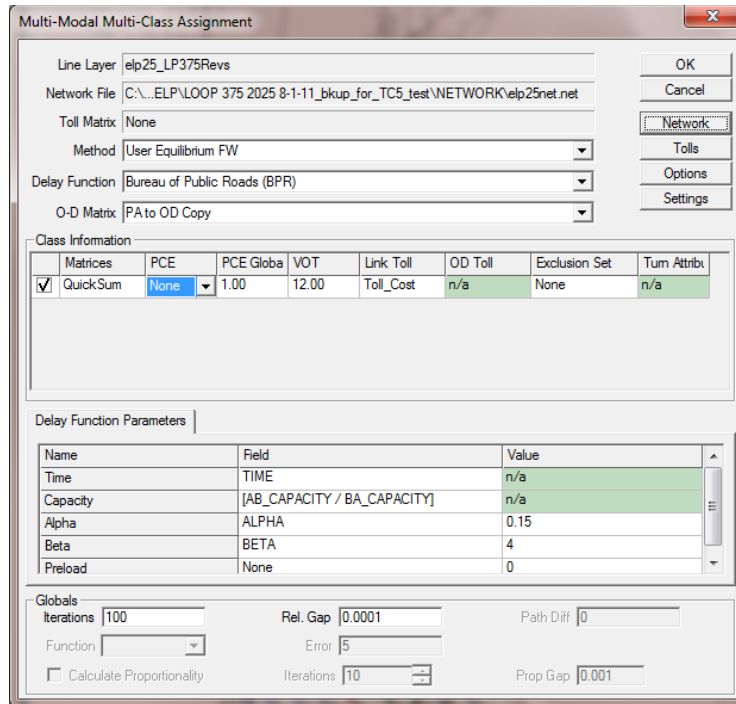 Multi-Modal Multi-Class Assignment
Line Layer elp25_LP375Revs OK
Network File C:\...ELP\LOOP 375 2025 8-1-11_bkup_for_TC5_test\NETWORK\elp25net.net Cancel
Toll Matrix None Network
Method User Equilibrium FW Tolls
Delay Function Bureau of Public Roads (BPR) Options
O-D Matrix PA to OD Copy Settings
Class Information
Matrices PCE PCE Globa VOT Link Toll OD Toll Exclusion Set Turn Attribu
QuickSum None 1.00 12.00 Toll_Cost n/a None n/a
Delay Function Parameters
Name Field Value
Time TIME n/a
Capacity [AB_CAPACITY / BA_CAPACITY] n/a
Alpha ALPHA 0.15
Beta BETA 4
Preload None 0
Globals
Iterations 100 Rel. Gap 0.0001 Path Diff 0
Function Error 5
Calculate Proportionality Iterations 10 Prop Gap 0.001